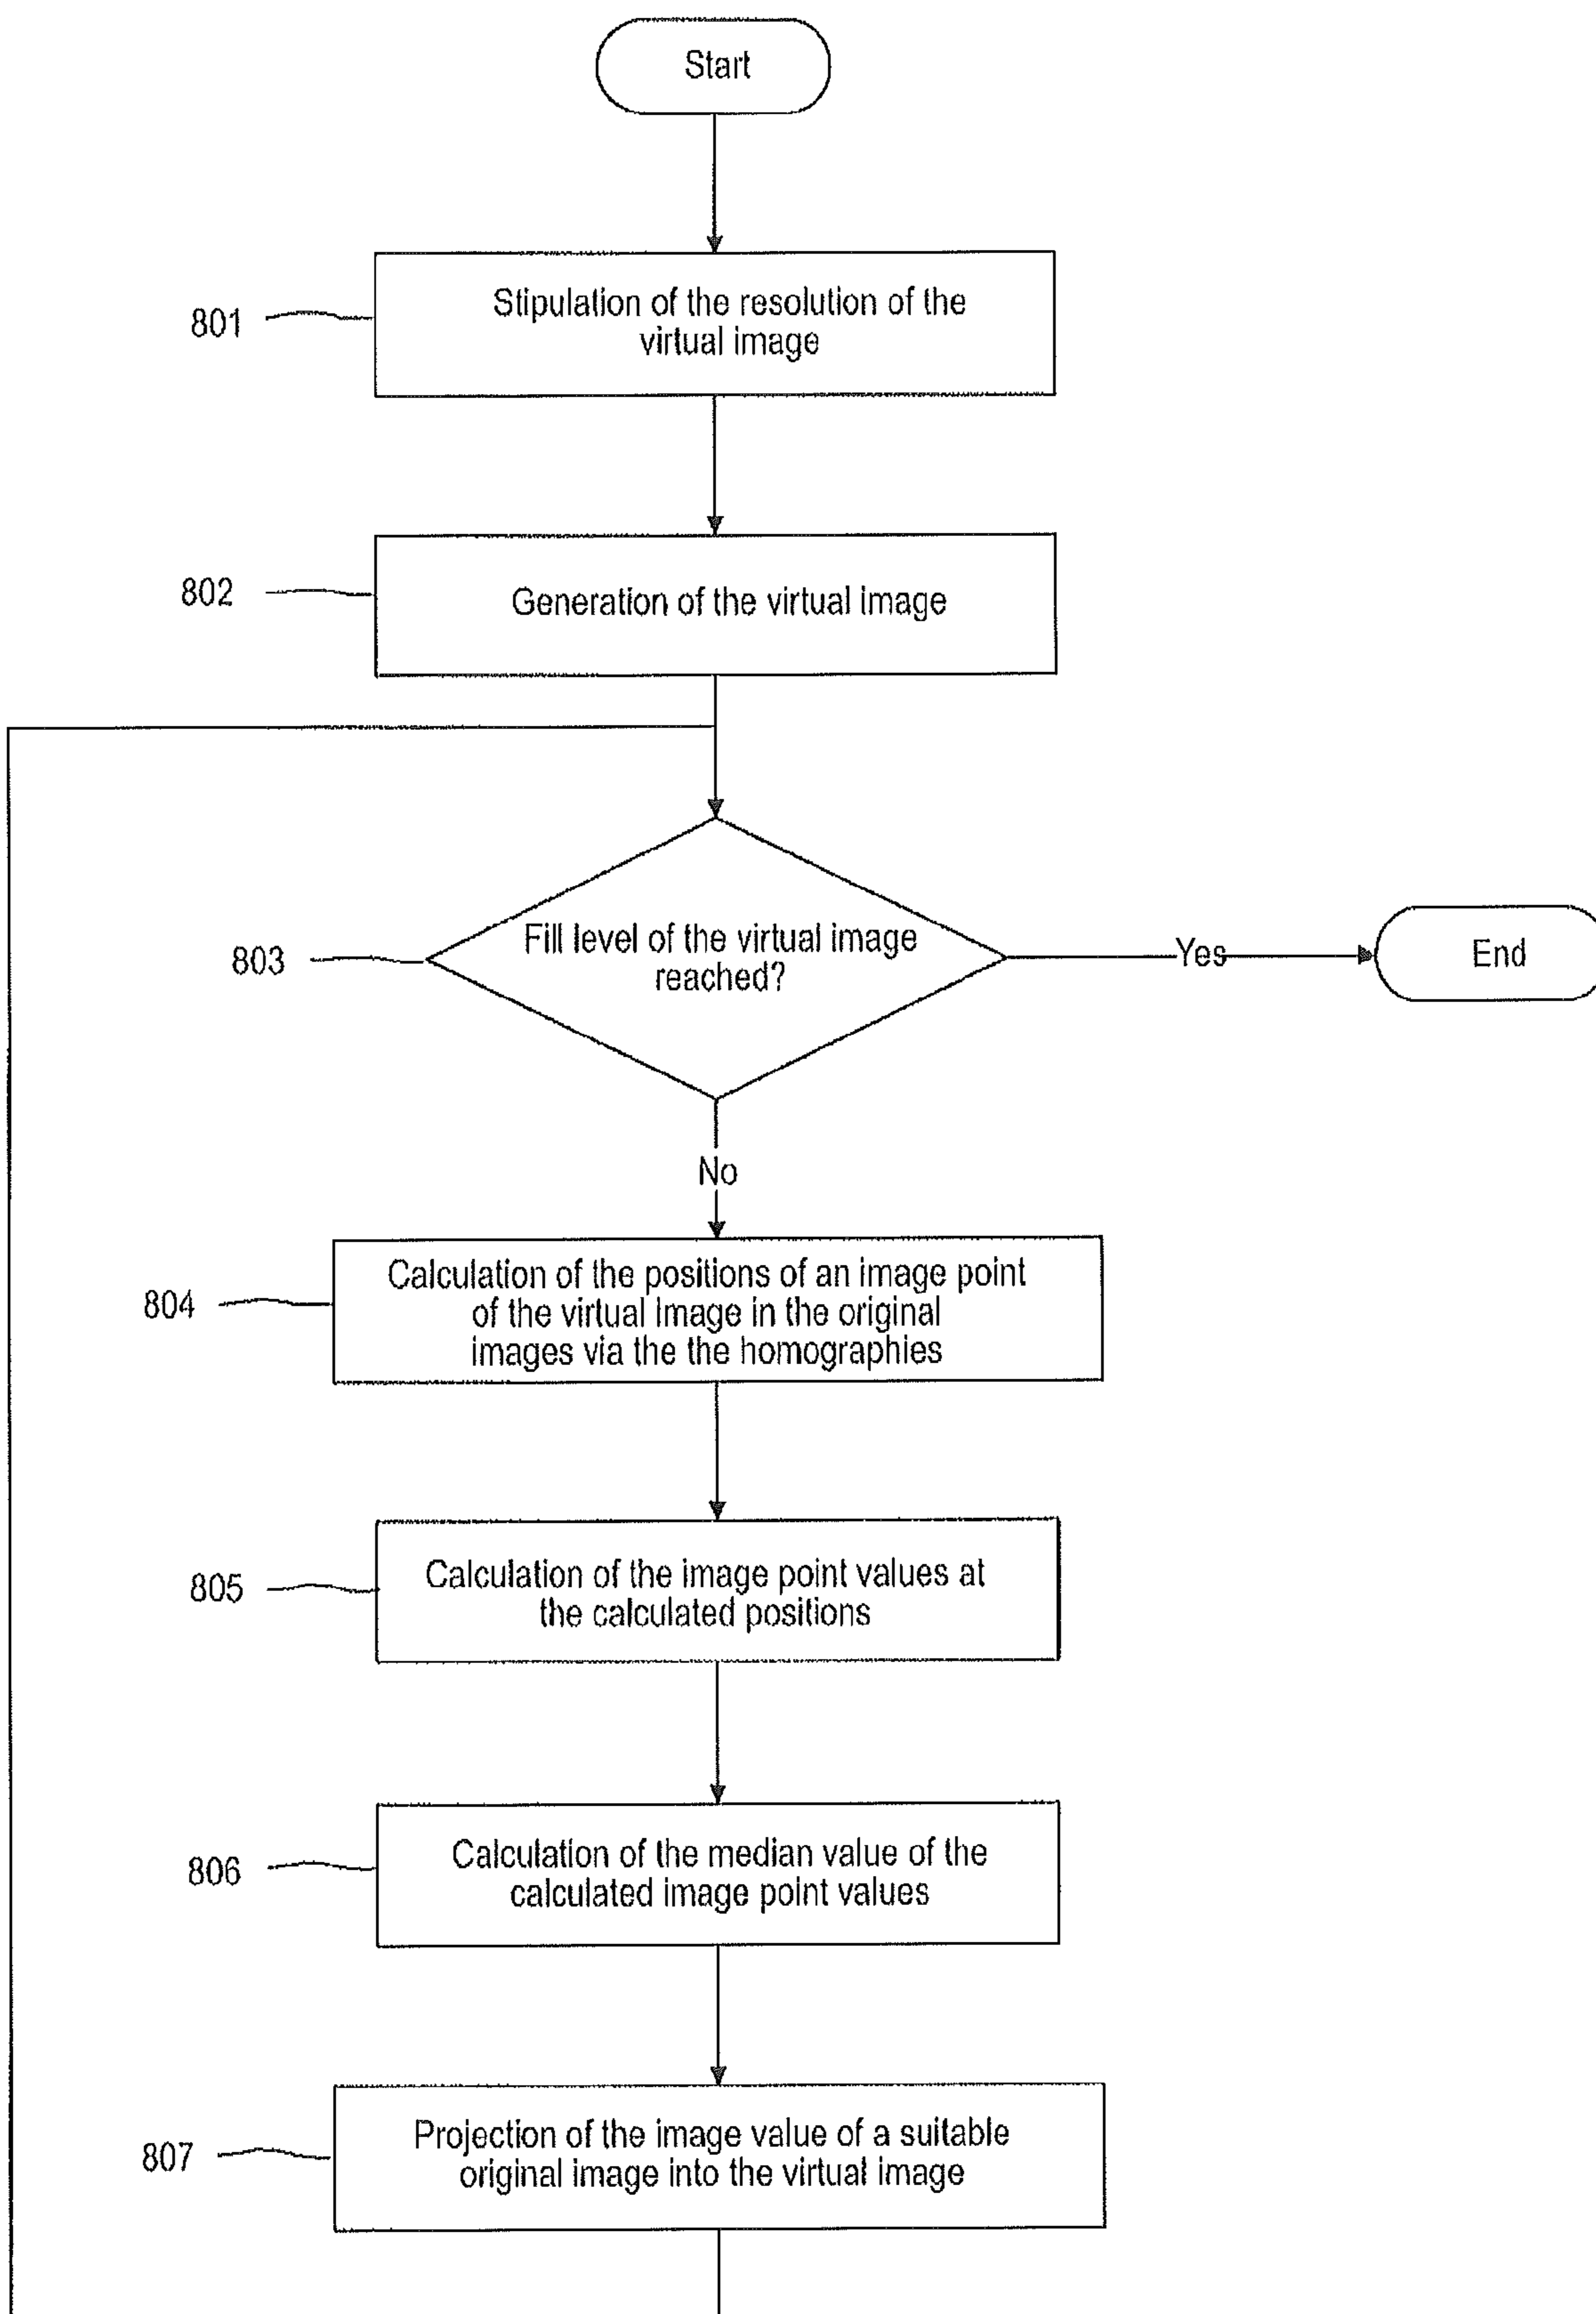 Start
801
Stipulation of the resolution of the
virtual image
802
Generation of the virtual image
803
Fill level of the virtual image
reached?
Yes
End
No
804
Calculation of the positions of an image point
of the virtual Image in the original
images via the the homographies
805
Calculation of the image point values at
the calculated positions
806
Calculation of the median value of the
calculated image point values
807
Projection of the image value of a suitable
original image into the virtual image